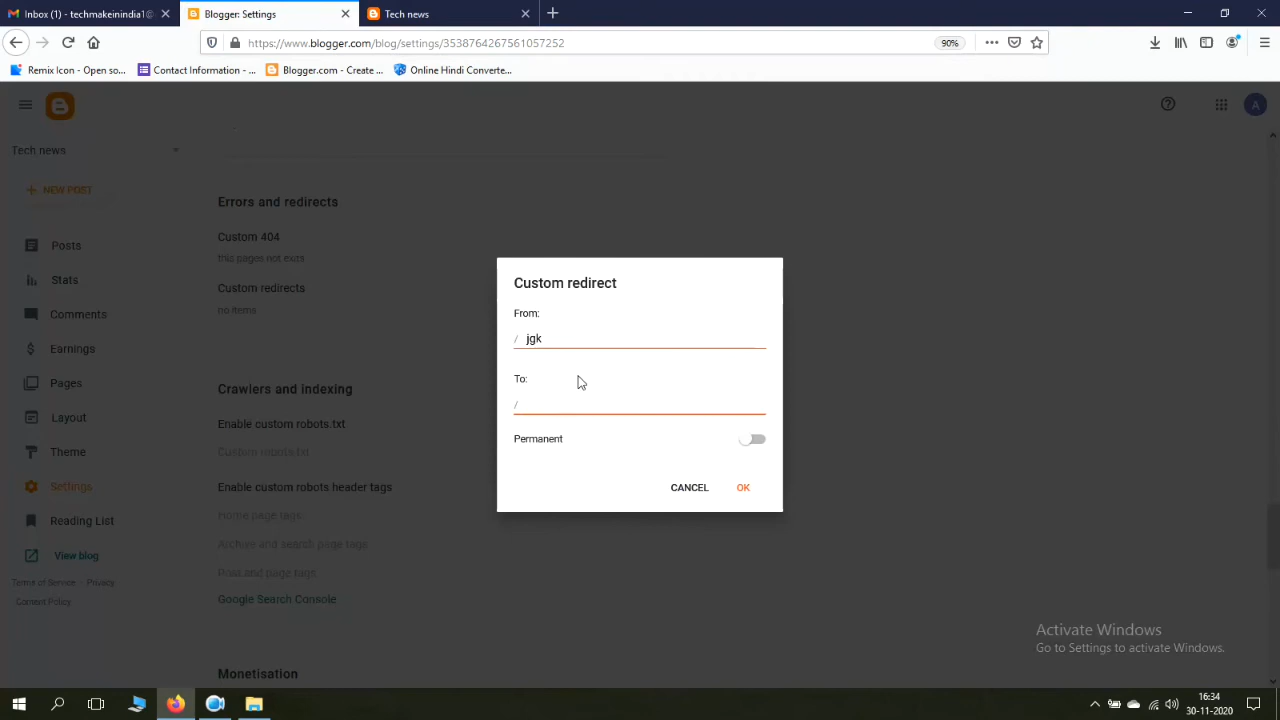 Inbox (1) - techmakeindia1@
Blogger: Settings
Tech news
https://www.blogger.com/blog/settings/3538764267561057252
90%
Remix Icon - Open so...
Contact Information - ...
Blogger.com - Create ...
Online Hindi Converte...
A
Tech news
NEW POST
Posts
Stats
Comments
Earnings
Pages
Layout
Theme
Settings
Reading List
View blog
Terms of Service · Privacy
Content Policy
Errors and redirects
Custom 404
this pages not exits
Custom redirects
no items
Crawlers and indexing
Enable custom robots.txt
Custom robots.txt
Enable custom robots header tags
Home page tags
Archive and search page tags
Post and page tags
Google Search Console
Monetisation
Custom redirect
From:
/ jgk
To:
/
Permanent
CANCEL
OK
Activate Windows
Go to Settings to activate Windows.
16:34
30-11-2020